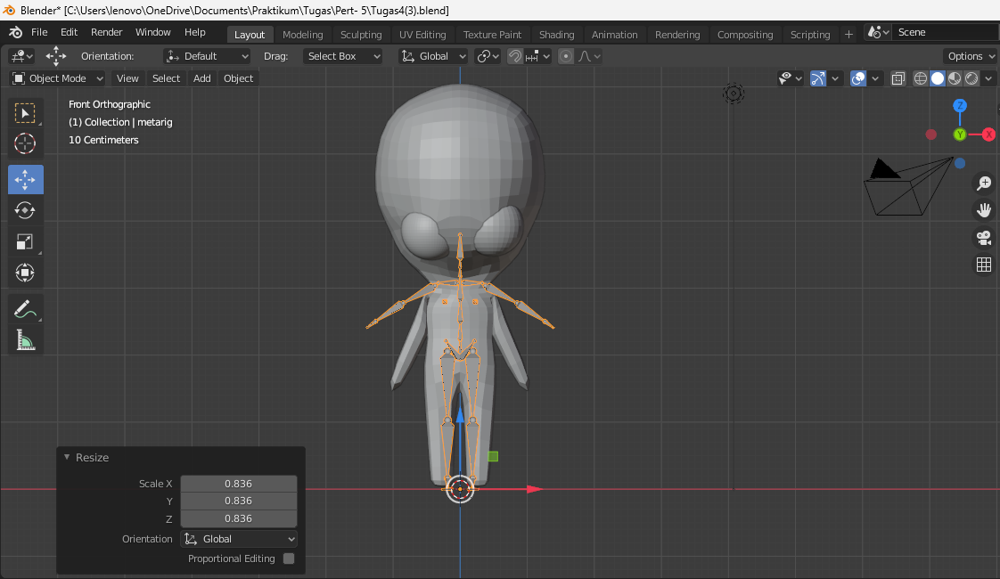 Blender* [C:\Users\lenovo\OneDrive\Documents\Praktikum\Tugas\Pert- 5\Tugas4(3).blend]
File Edit Render Window Help Layout Modeling Sculpting UV Editing Texture Paint Shading Animation Rendering Compositing Scripting + Scene
Orientation: Default Drag: Select Box Global Options
Object Mode View Select Add Object
Front Orthographic
(1) Collection | metarig
10 Centimeters
Z
Y X
Resize
Scale X 0.836
Y 0.836
Z 0.836
Orientation Global
Proportional Editing